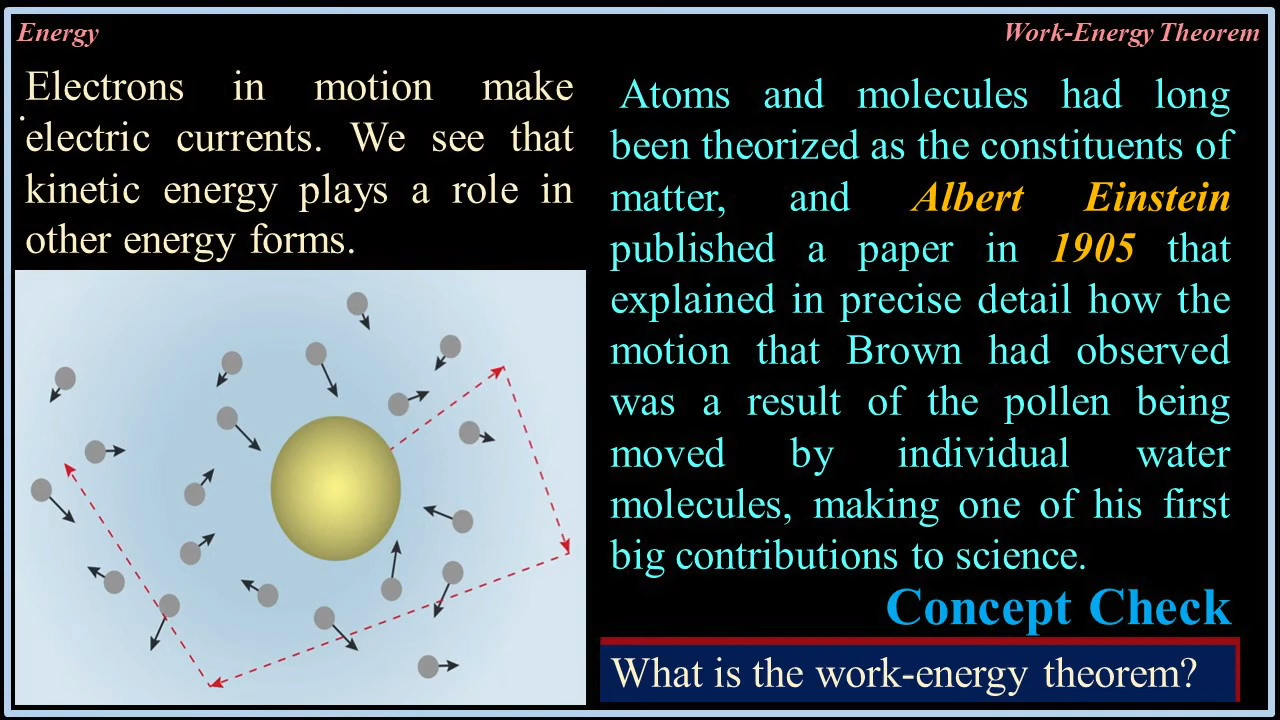 Energy
Work-Energy Theorem
Electrons in motion make
electric currents. We see that
kinetic energy plays a role in
other energy forms.
Atoms and molecules had long
been theorized as the constituents of
matter, and Albert Einstein
published a paper in 1905 that
explained in precise detail how the
motion that Brown had observed
was a result of the pollen being
moved by individual water
molecules, making one of his first
big contributions to science.
Concept Check
What is the work-energy theorem?